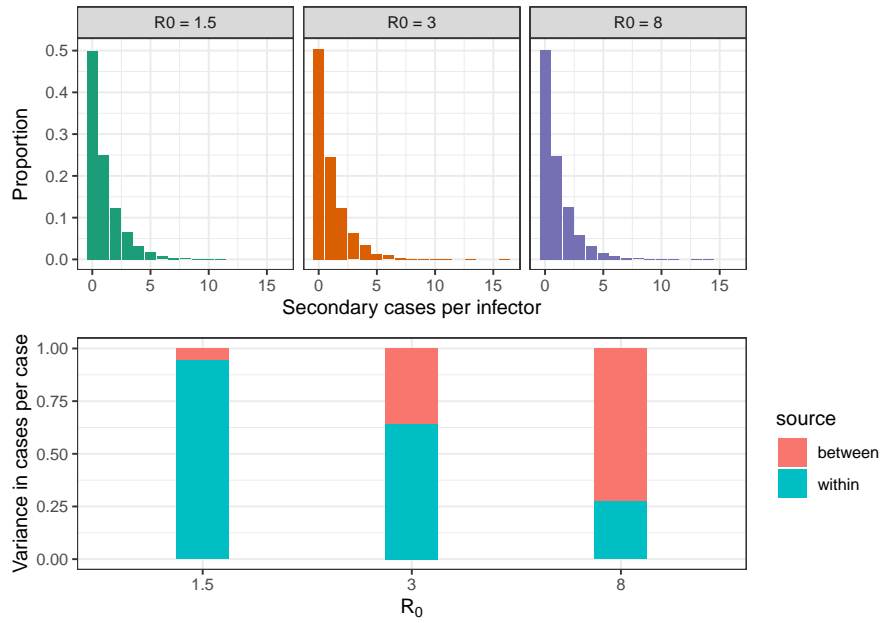 R0 = 1.5 R0 = 3 R0 = 8
Proportion
0.5
0.4
0.3
0.2
0.1
0.0
0 5 10 15 0 5 10 15 0 5 10 15
Secondary cases per infector
Variance in cases per case
1.00
0.75
0.50
0.25
0.00
1.5 3 8
R0
source
between
within